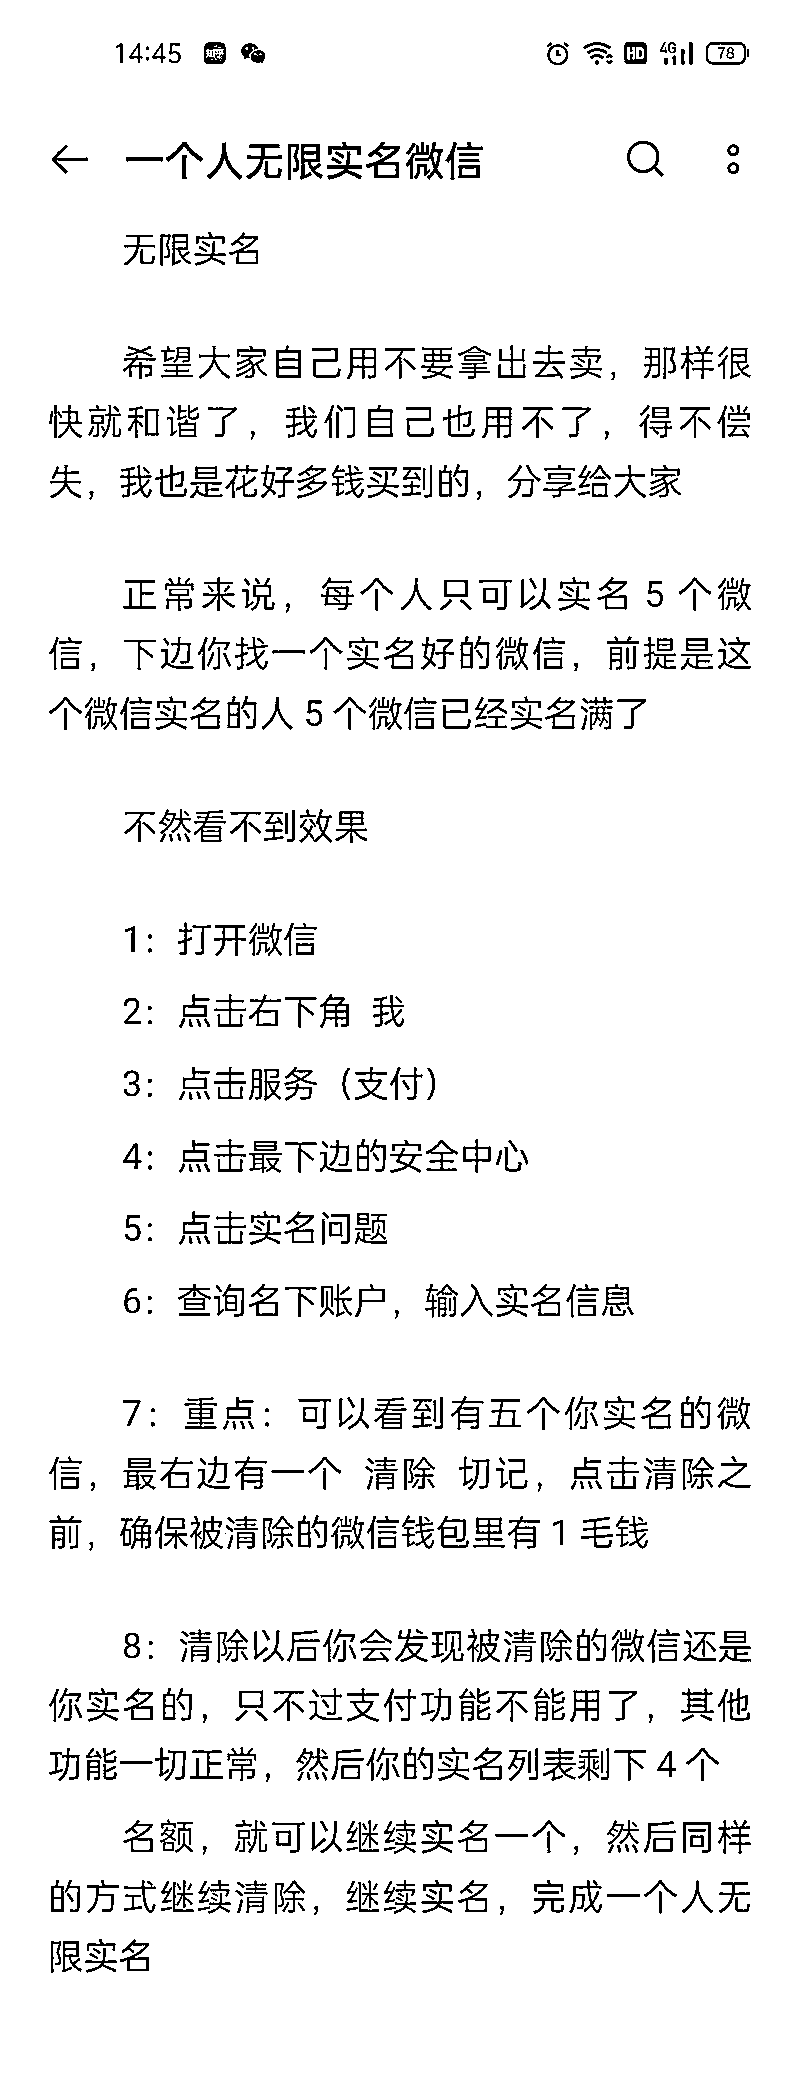 14:45 知乎 HD 4G 78
一个人无限实名微信
无限实名
希望大家自己用不要拿出去卖，那样很
快就和谐了，我们自己也用不了，得不偿
失，我也是花好多钱买到的，分享给大家
正常来说，每个人只可以实名 5 个微
信，下边你找一个实名好的微信，前提是这
个微信实名的人 5 个微信已经实名满了
不然看不到效果
1：打开微信
2：点击右下角 我
3：点击服务（支付）
4：点击最下边的安全中心
5：点击实名问题
6：查询名下账户，输入实名信息
7：重点：可以看到有五个你实名的微
信，最右边有一个 清除 切记，点击清除之
前，确保被清除的微信钱包里有 1 毛钱
8：清除以后你会发现被清除的微信还是
你实名的，只不过支付功能不能用了，其他
功能一切正常，然后你的实名列表剩下 4 个
名额，就可以继续实名一个，然后同样
的方式继续清除，继续实名，完成一个人无
限实名